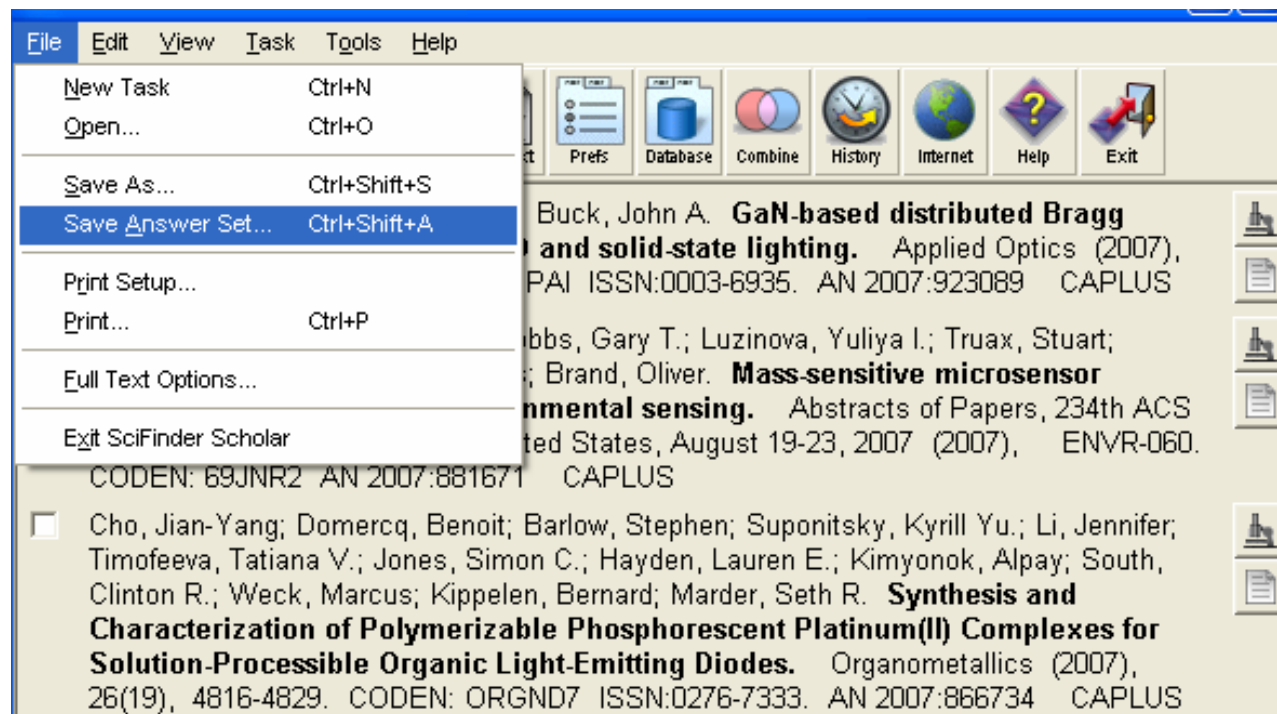 File Edit View Task Tools Help
New Task Ctrl+N
Open... Ctrl+O
Save As... Ctrl+Shift+S
Save Answer Set... Ctrl+Shift+A
Print Setup...
Print... Ctrl+P
Full Text Options...
Exit SciFinder Scholar
Prefs Database Combine History Internet Help Exit
Buck, John A. GaN-based distributed Bragg
and solid-state lighting. Applied Optics (2007),
PAI ISSN:0003-6935. AN 2007:923089 CAPLUS
Gary T.; Luzinova, Yuliya I.; Truax, Stuart;
; Brand, Oliver. Mass-sensitive microsensor
sensing. Abstracts of Papers, 234th ACS
States, August 19-23, 2007 (2007), ENVR-060.
CODEN: 69JNR2 AN 2007:881671 CAPLUS
Cho, Jian-Yang; Domercq, Benoit; Barlow, Stephen; Suponitsky, Kyrill Yu.; Li, Jennifer;
Timofeeva, Tatiana V.; Jones, Simon C.; Hayden, Lauren E.; Kimyonok, Alpay; South,
Clinton R.; Weck, Marcus; Kippelen, Bernard; Marder, Seth R. Synthesis and
Characterization of Polymerizable Phosphorescent Platinum(II) Complexes for
Solution-Processible Organic Light-Emitting Diodes. Organometallics (2007),
26(19), 4816-4829. CODEN: ORGND7 ISSN:0276-7333. AN 2007:866734 CAPLUS